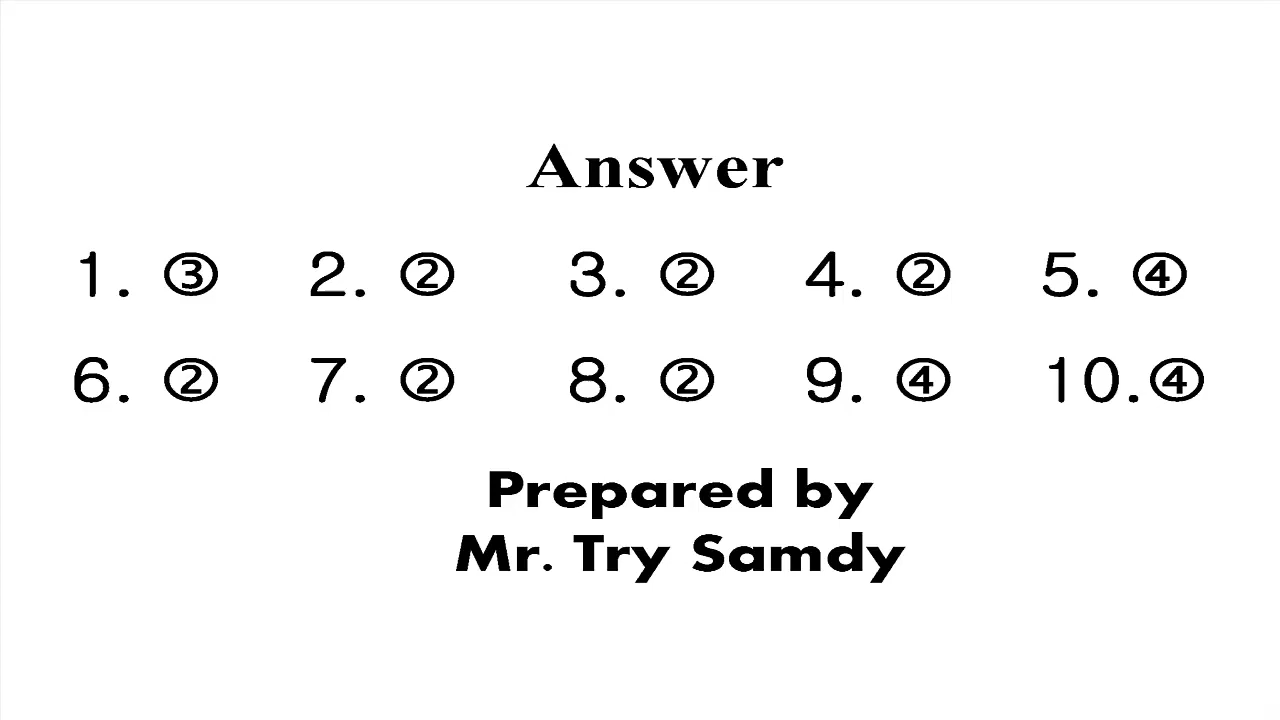 Answer
1. ③ 2. ② 3. ② 4. ② 5. ④
6. ② 7. ② 8. ② 9. ④ 10.④
Prepared by
Mr. Try Samdy